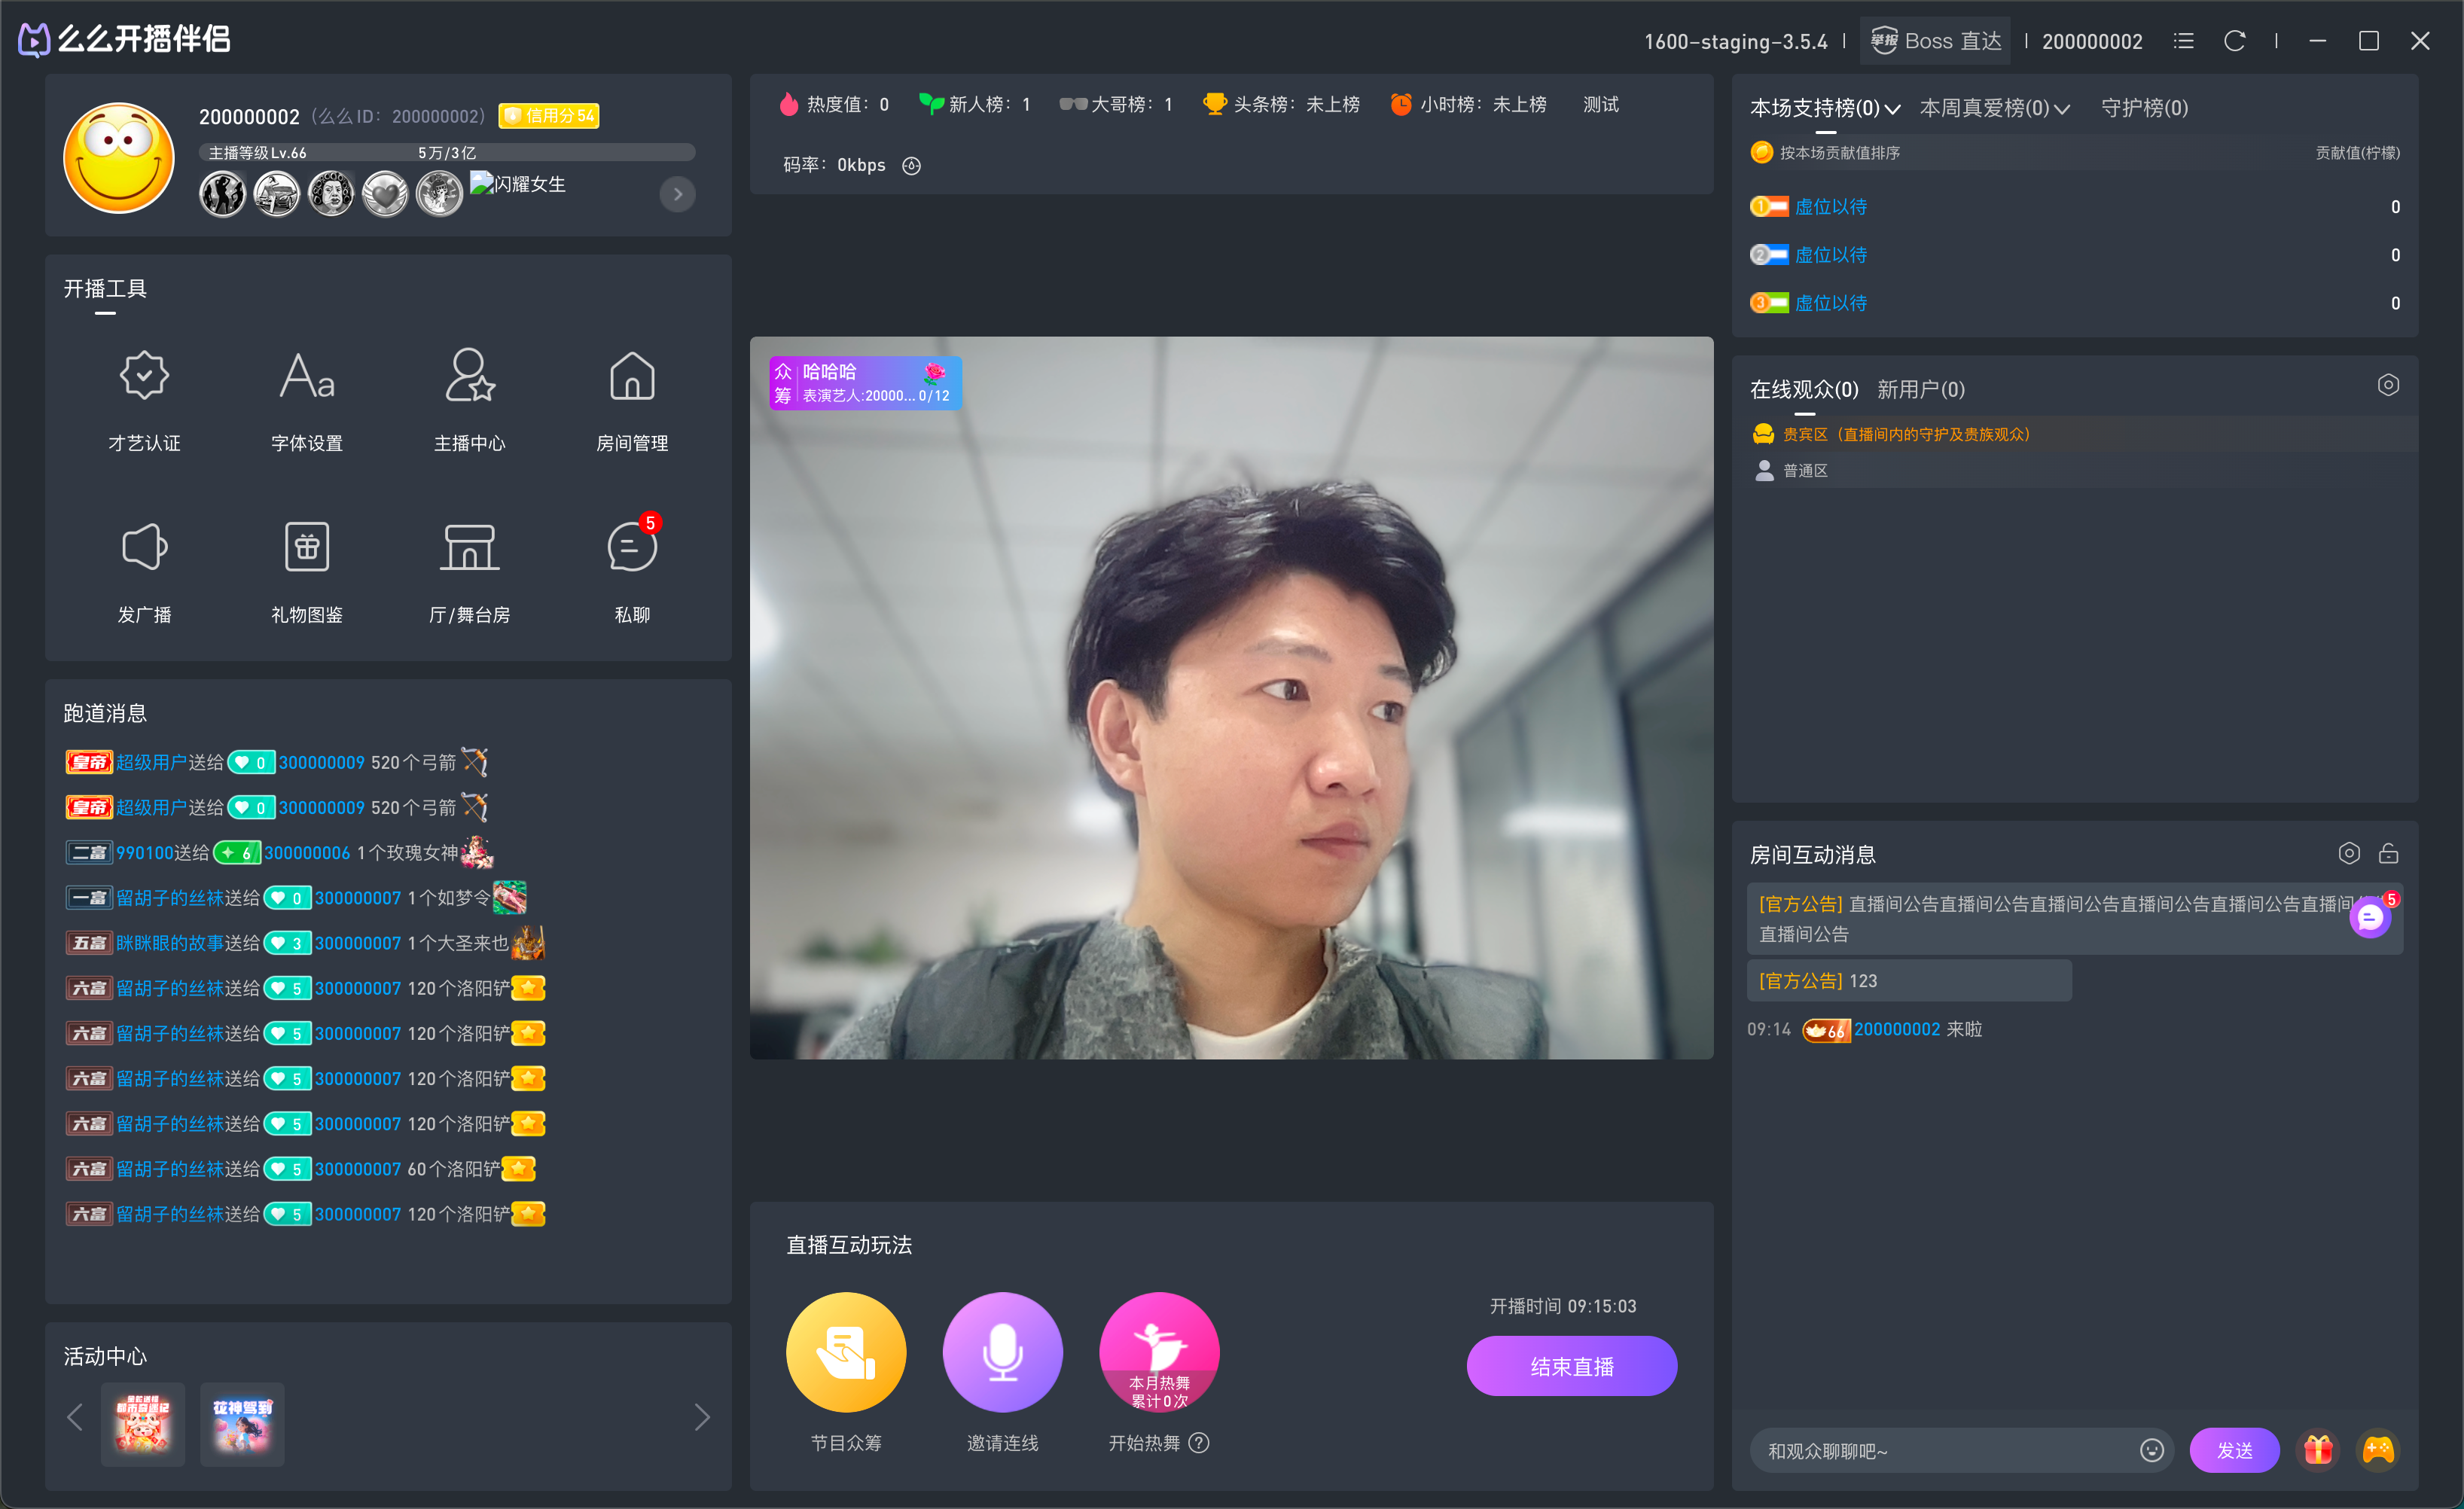 么么开播伴侣
1600-staging-3.5.4
举报 Boss 直达
200000002
200000002 (么么 ID: 200000002) 信用分 54
主播等级Lv.66 5万/3亿
闪耀女生
开播工具
才艺认证 字体设置 主播中心 房间管理
5
发广播 礼物图鉴 厅/舞台房 私聊
跑道消息
皇帝 超级用户送给 0 300000009 520个弓箭
皇帝 超级用户送给 0 300000009 520个弓箭
二富 990100送给 6 300000006 1个玫瑰女神
一富 留胡子的丝袜送给 0 300000007 1个如梦令
五富 眯眯眼的故事送给 3 300000007 1个大圣来也
六富 留胡子的丝袜送给 5 300000007 120个洛阳铲
六富 留胡子的丝袜送给 5 300000007 120个洛阳铲
六富 留胡子的丝袜送给 5 300000007 120个洛阳铲
六富 留胡子的丝袜送给 5 300000007 120个洛阳铲
六富 留胡子的丝袜送给 5 300000007 60个洛阳铲
六富 留胡子的丝袜送给 5 300000007 120个洛阳铲
活动中心
都市奇遇记
花神驾到
热度值: 0 新人榜: 1 大哥榜: 1 头条榜: 未上榜 小时榜: 未上榜 测试
码率: 0kbps
众筹 哈哈哈
表演艺人:20000... 0/12
直播互动玩法
本月热舞
累计0次
节目众筹 邀请连线 开始热舞 ?
开播时间 09:15:03
结束直播
本场支持榜(0) 本周真爱榜(0) 守护榜(0)
按本场贡献值排序 贡献值(柠檬)
1 虚位以待 0
2 虚位以待 0
3 虚位以待 0
在线观众(0) 新用户(0)
贵宾区（直播间内的守护及贵族观众）
普通区
房间互动消息
[官方公告] 直播间公告直播间公告直播间公告直播间公告直播间公告直播间
5
直播间公告
[官方公告] 123
09:14 66 200000002 来啦
和观众聊聊吧~
发送